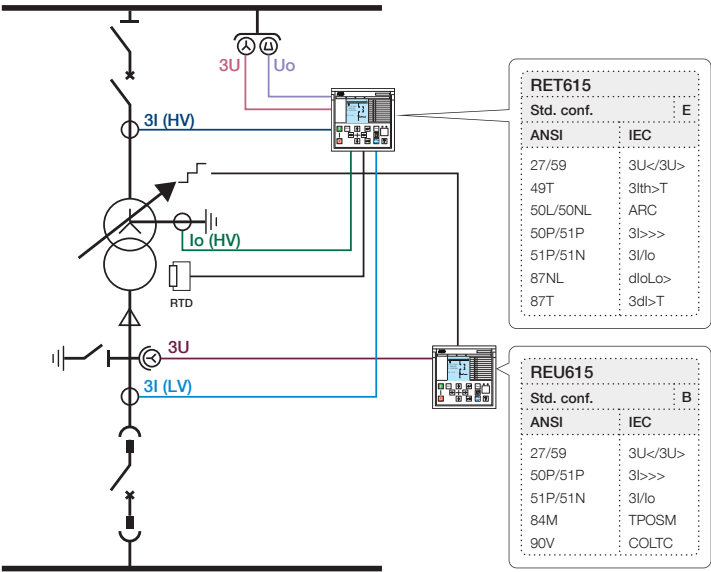 3U Uo
3I (HV)
Io (HV)
RTD
3U
3I (LV)
RET615
Std. conf. E
ANSI IEC
27/59 3U</3U>
49T 3Ith>T
50L/50NL ARC
50P/51P 3I>>>
51P/51N 3I/Io
87NL dIoLo>
87T 3dI>T
REU615
Std. conf. B
ANSI IEC
27/59 3U</3U>
50P/51P 3I>>>
51P/51N 3I/Io
84M TPOSM
90V COLTC